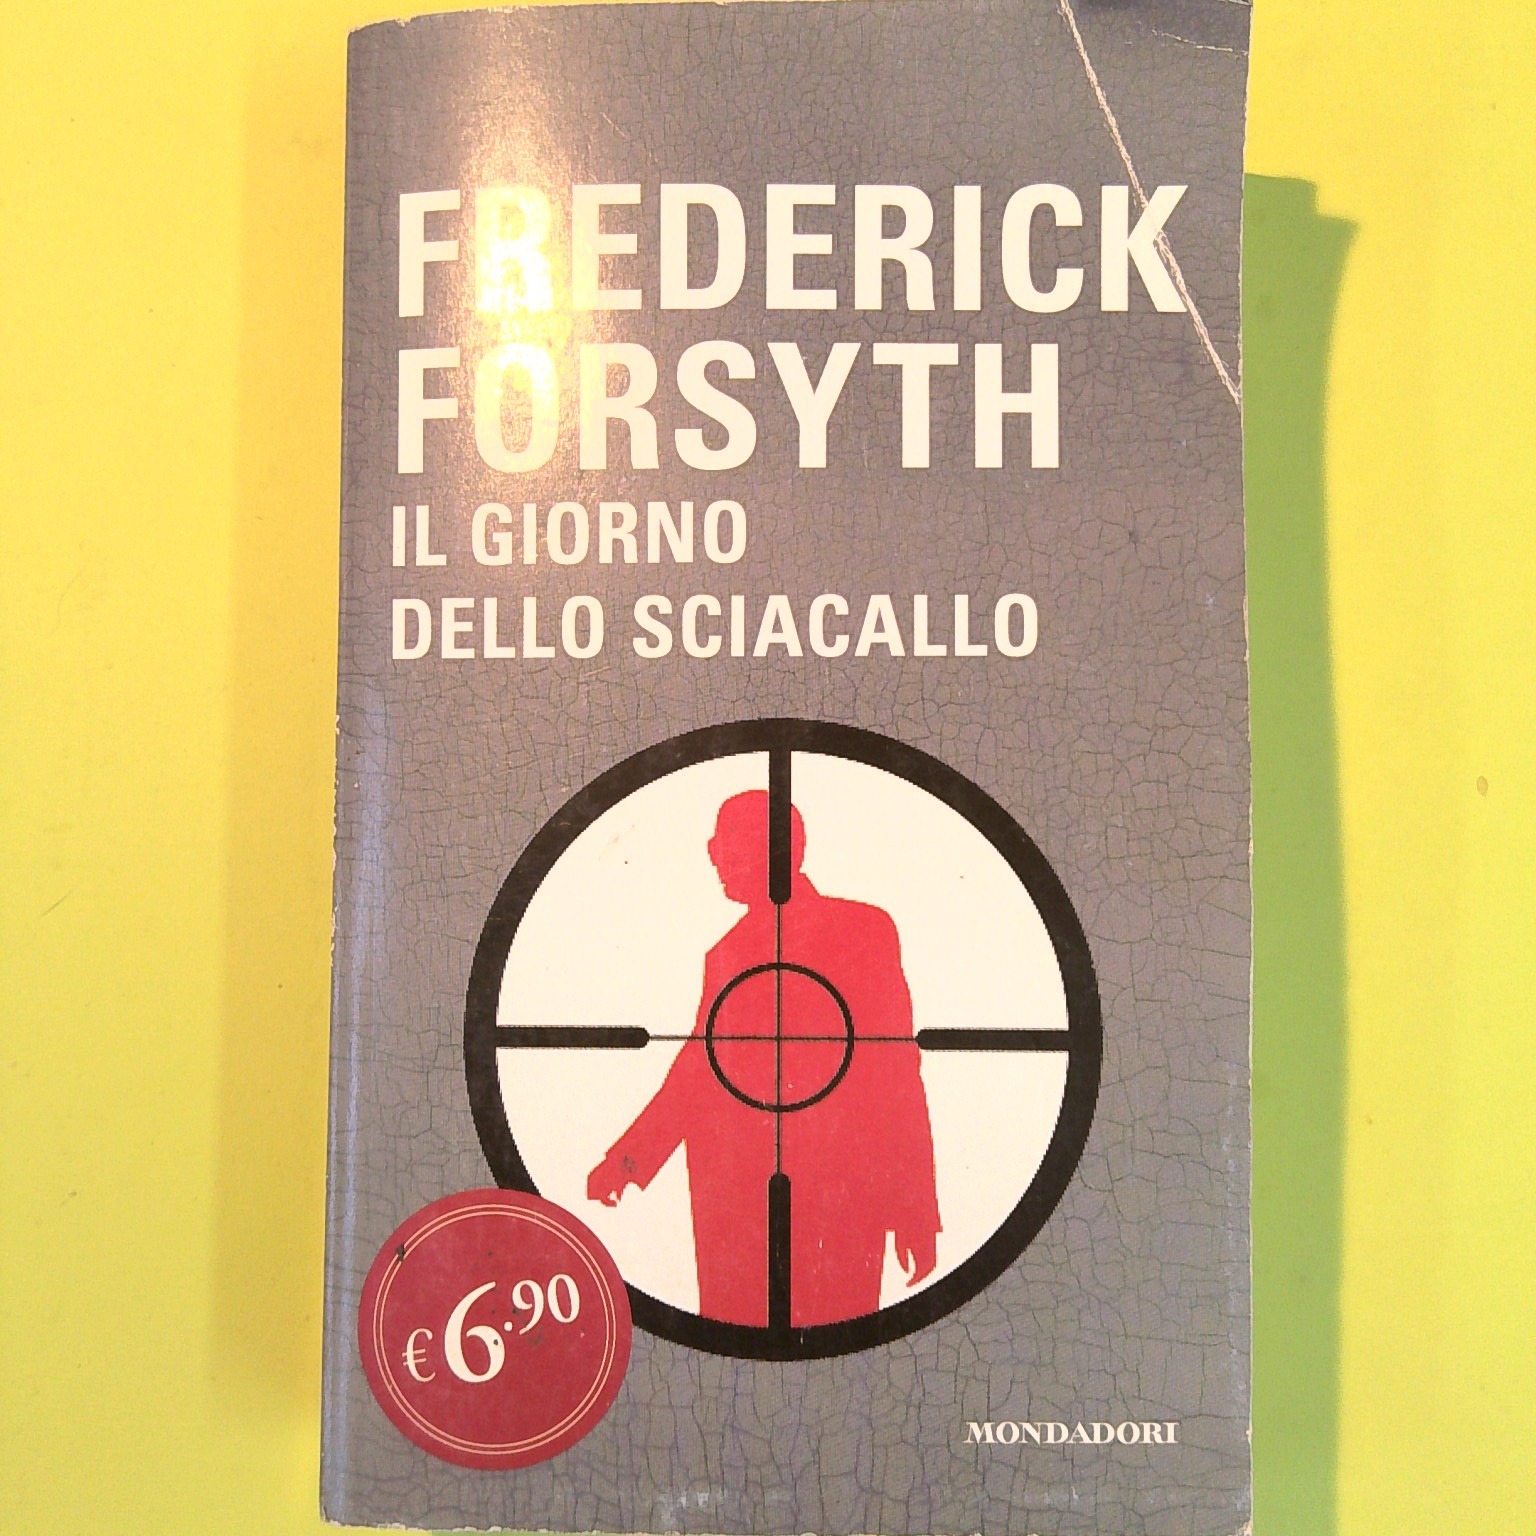 FREDERICK
FORSYTH
IL GIORNO
DELLO SCIACALLO
€ 6.90
MONDADORI